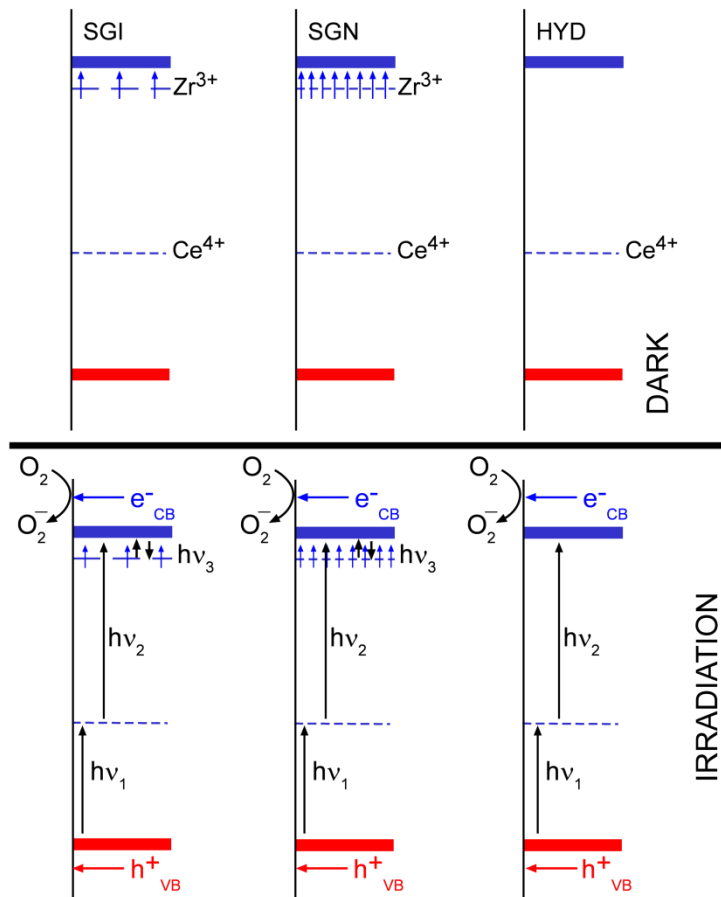 SGI SGN HYD
Zr³⁺ Zr³⁺
Ce⁴⁺ Ce⁴⁺ Ce⁴⁺
DARK
O₂ O₂ O₂
e⁻CB e⁻CB e⁻CB
O₂⁻ O₂⁻ O₂⁻
hν₃ hν₃
hν₂ hν₂ hν₂
IRRADIATION
hν₁ hν₁ hν₁
h⁺VB h⁺VB h⁺VB